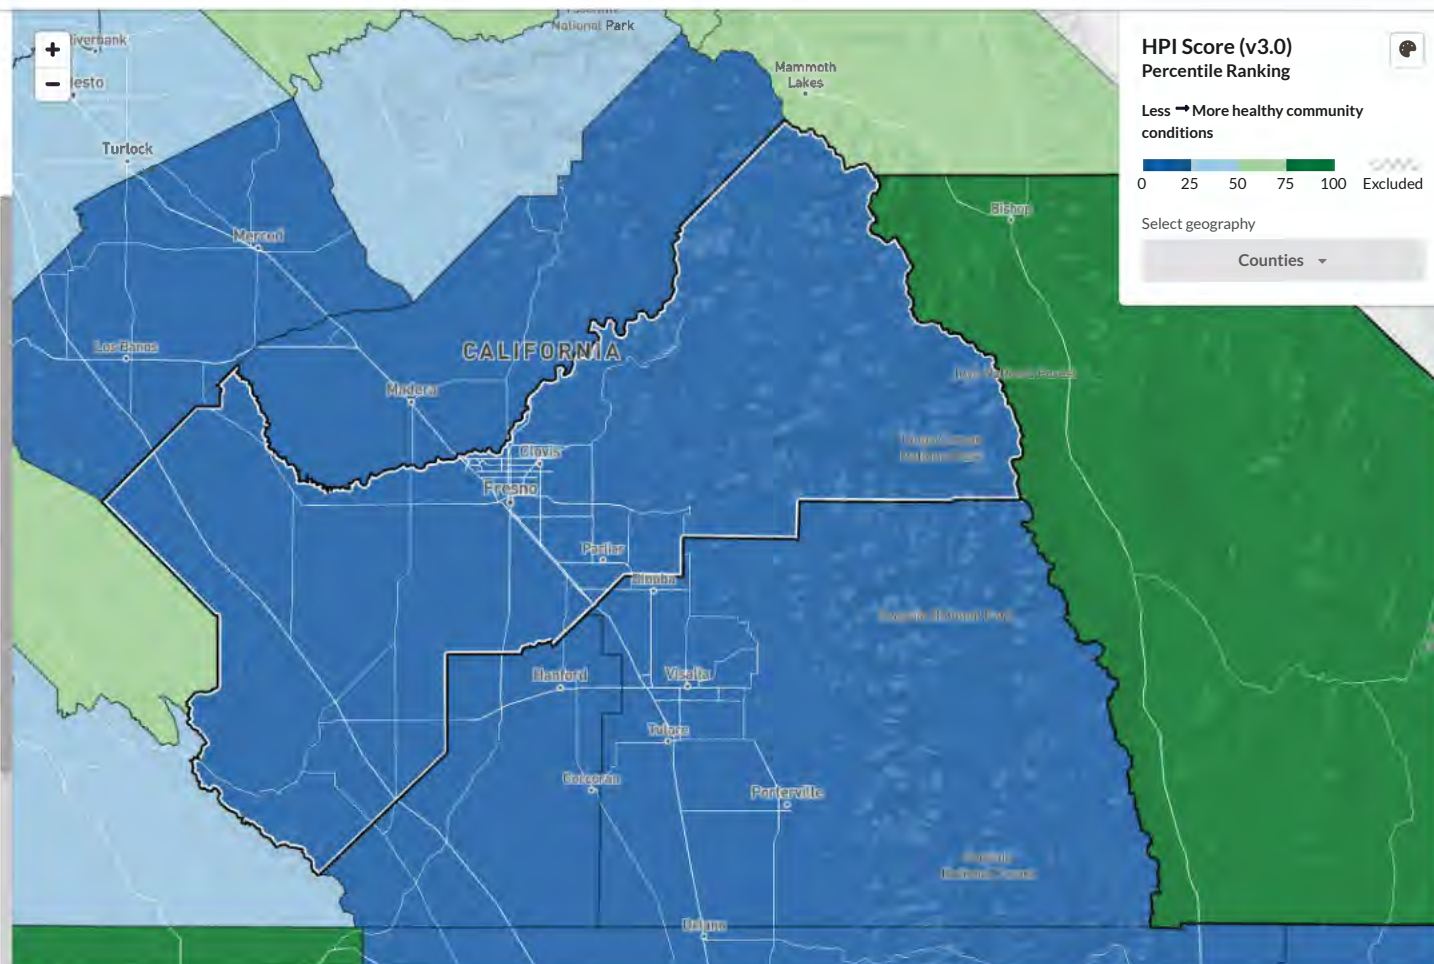 National Park
Riverbank
Mammoth
Lakes
Turlock
Merced
Bishop
Los Banos
CALIFORNIA
Madera
Clovis
Fresno
Parlier
Dinuba
Hanford
Visalia
Tulare
Corcoran
Porterville
Delano
HPI Score (v3.0)
Percentile Ranking
Less → More healthy community
conditions
0 25 50 75 100 Excluded
Select geography
Counties